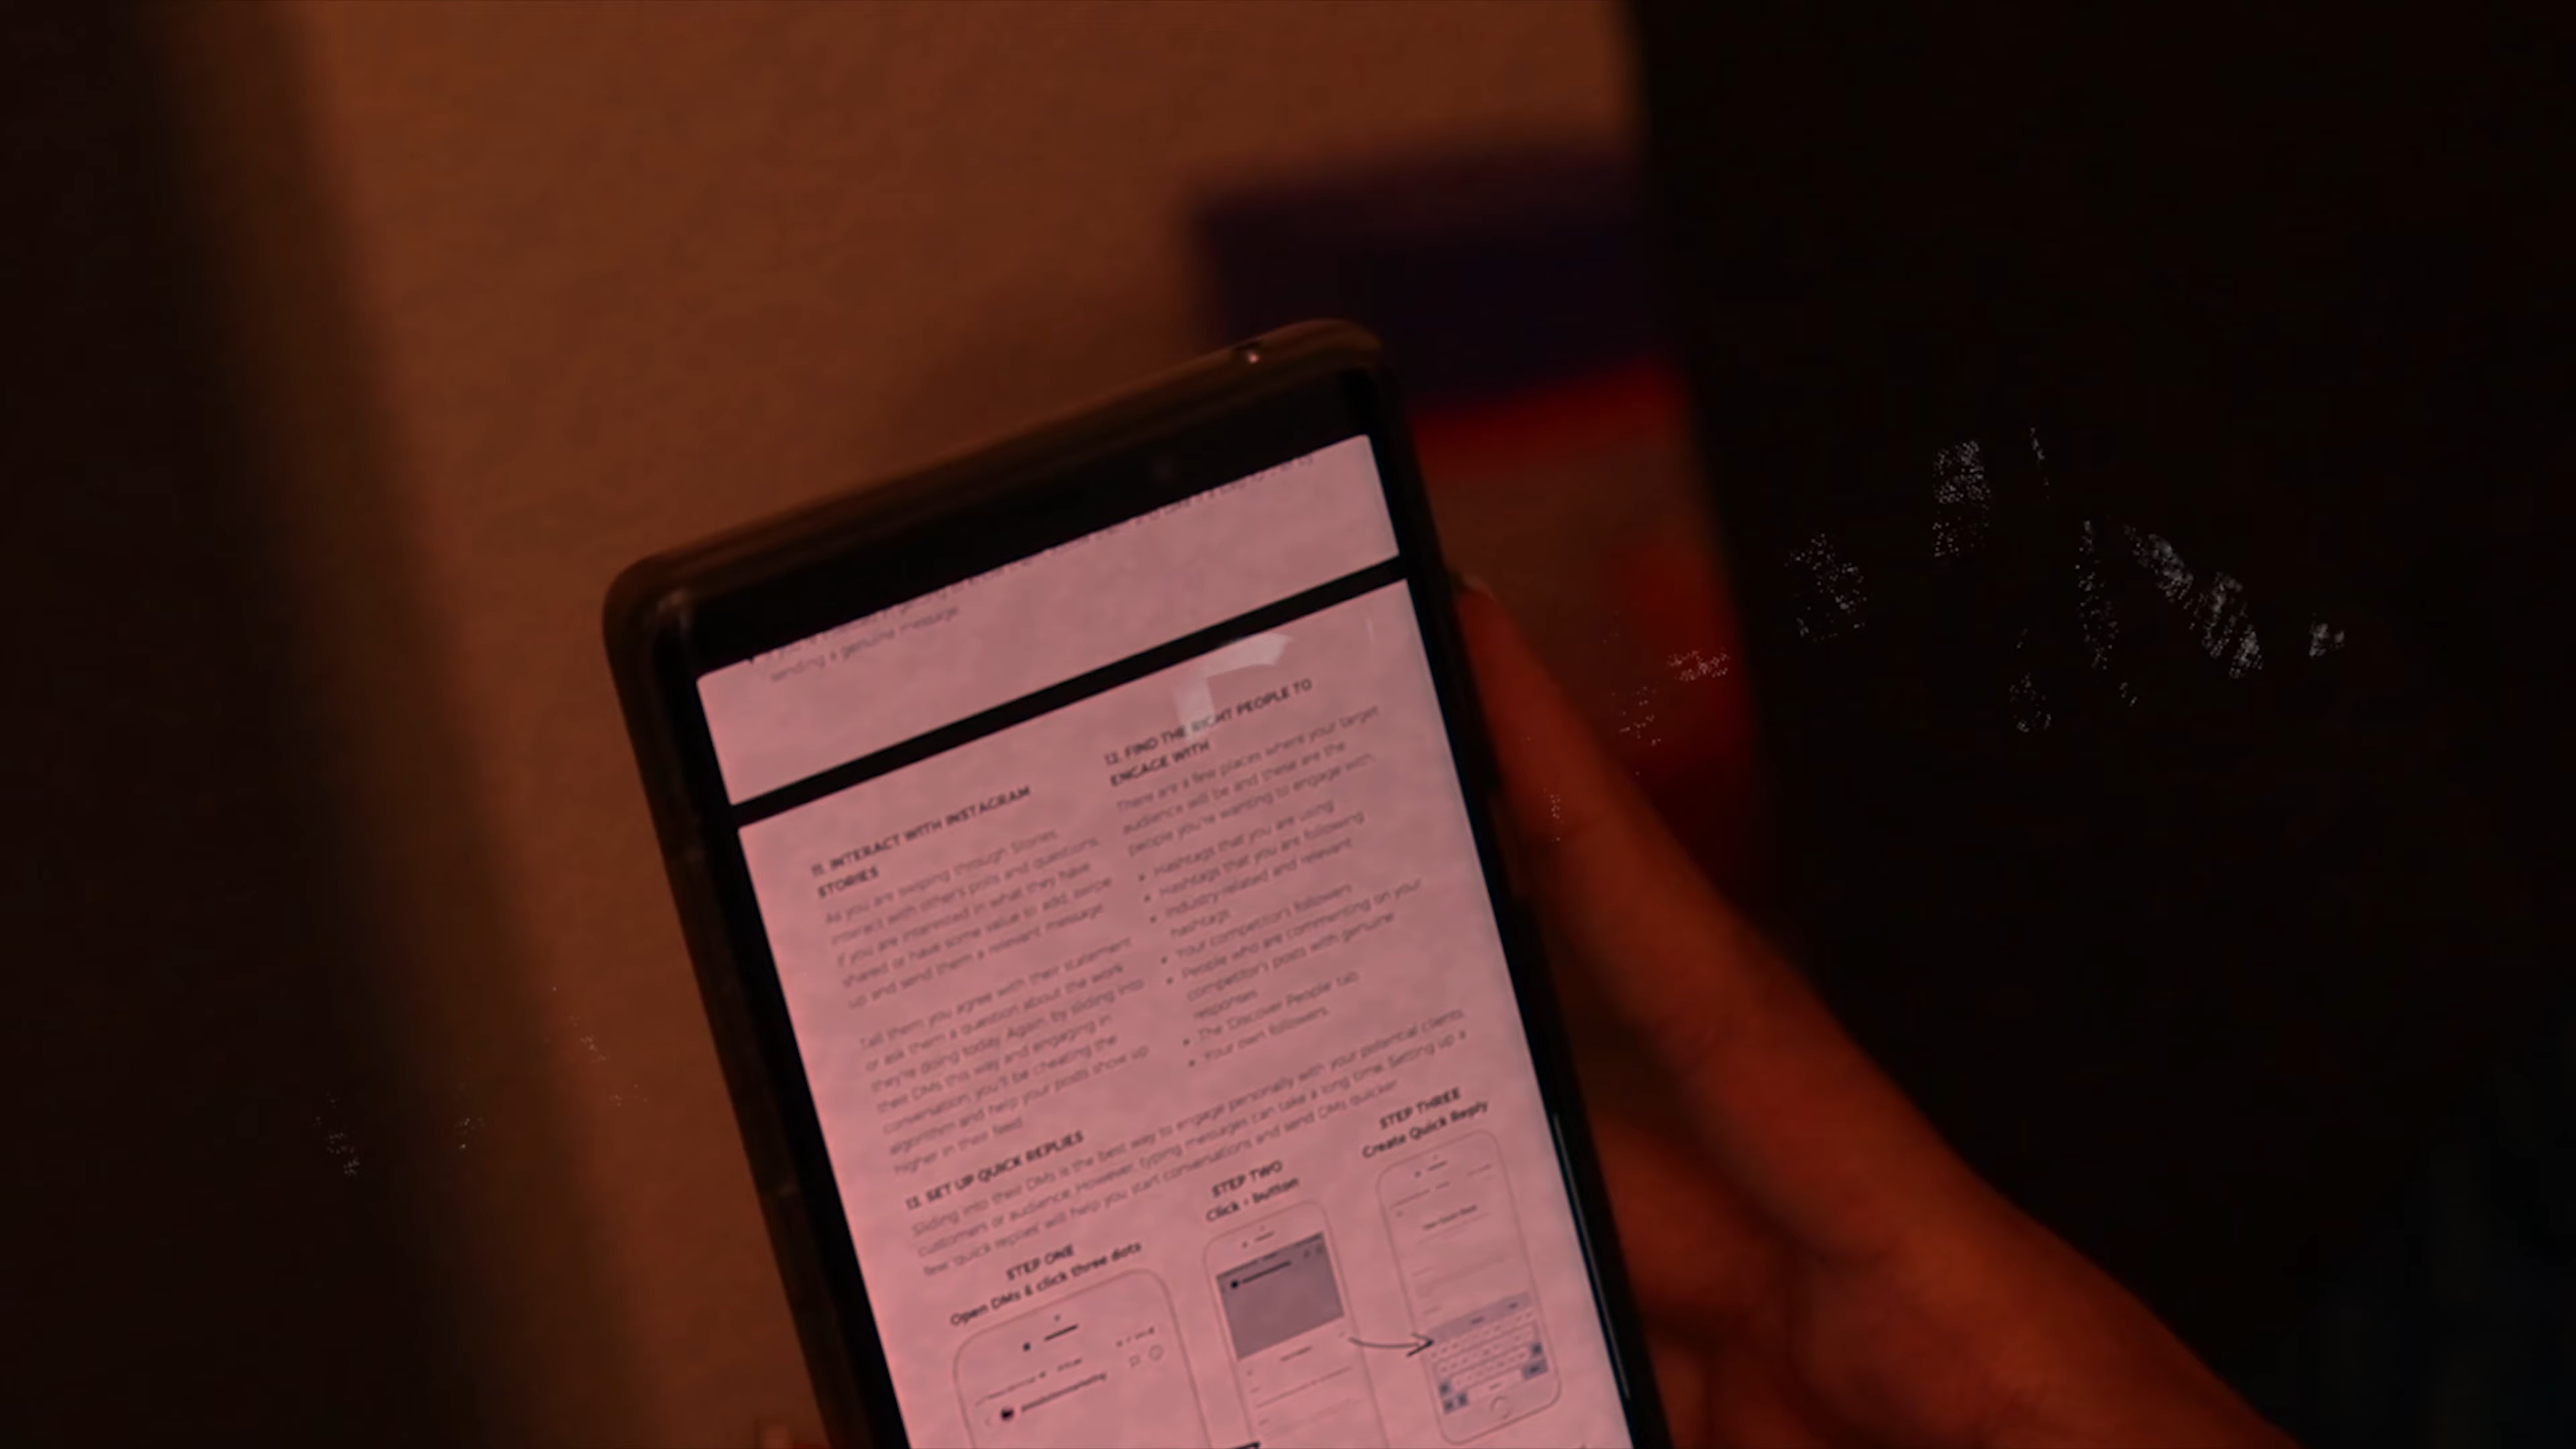 sending a genuine message.
11. INTERACT WITH INSTAGRAM
STORIES
As you are swiping through Stories,
interact with other's polls and questions.
If you are interested in what they have
shared or have some value to add, swipe
up and send them a relevant message.
Tell them you agree with their statement
or ask them a question about the work
they're doing today. Again, by sliding into
their DMs this way and engaging in
conversation, you'll be cheating the
algorithm and help your posts show up
higher in their feed.
12. FIND THE RIGHT PEOPLE TO
ENGAGE WITH
There are a few places where your target
audience will be and these are the
people you're wanting to engage with:
• Hashtags that you are using
• Hashtags that you are following
• Industry related and relevant
hashtags
• Your competitor's followers
• People who are commenting on your
competitor's posts with genuine
responses
• The 'Discover People' tab
• Your own followers
13. SET UP QUICK REPLIES
Sliding into their DMs is the best way to engage personally with your potential clients,
customers or audience. However, typing messages can take a long time. Setting up a
few 'quick replies' will help you start conversations and send DMs quicker.
STEP ONE
Open DMs & click three dots
STEP TWO
Click + button
STEP THREE
Create Quick Reply